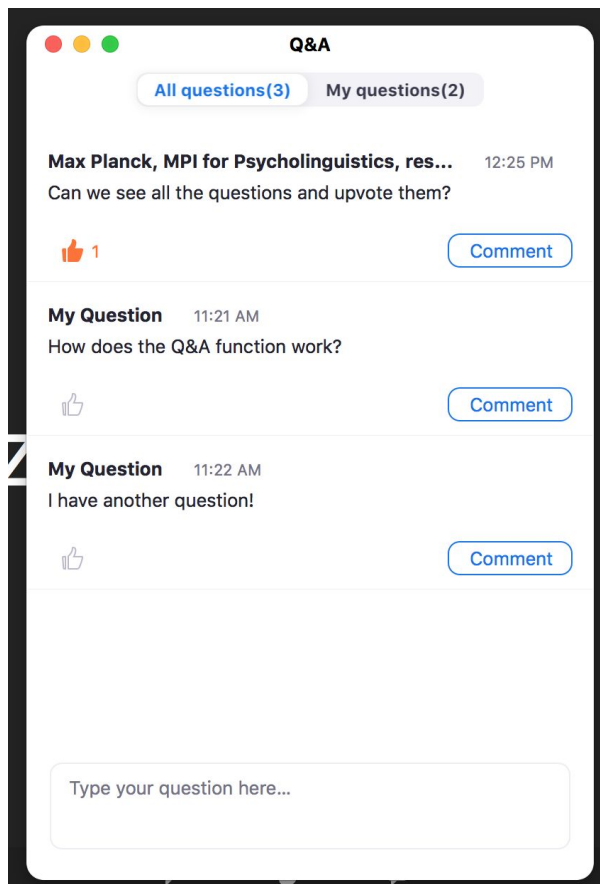 Q&A
All questions(3) My questions(2)
Max Planck, MPI for Psycholinguistics, res... 12:25 PM
Can we see all the questions and upvote them?
1 Comment
My Question 11:21 AM
How does the Q&A function work?
Comment
My Question 11:22 AM
I have another question!
Comment
Type your question here...